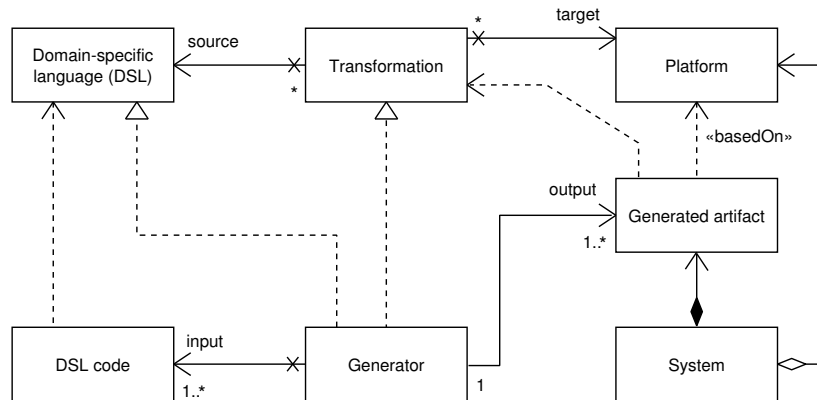 target
*
source
Domain-specific
language (DSL)
Transformation
Platform
*
«basedOn»
output
Generated artifact
1..*
input
DSL code
Generator
System
1..*
1